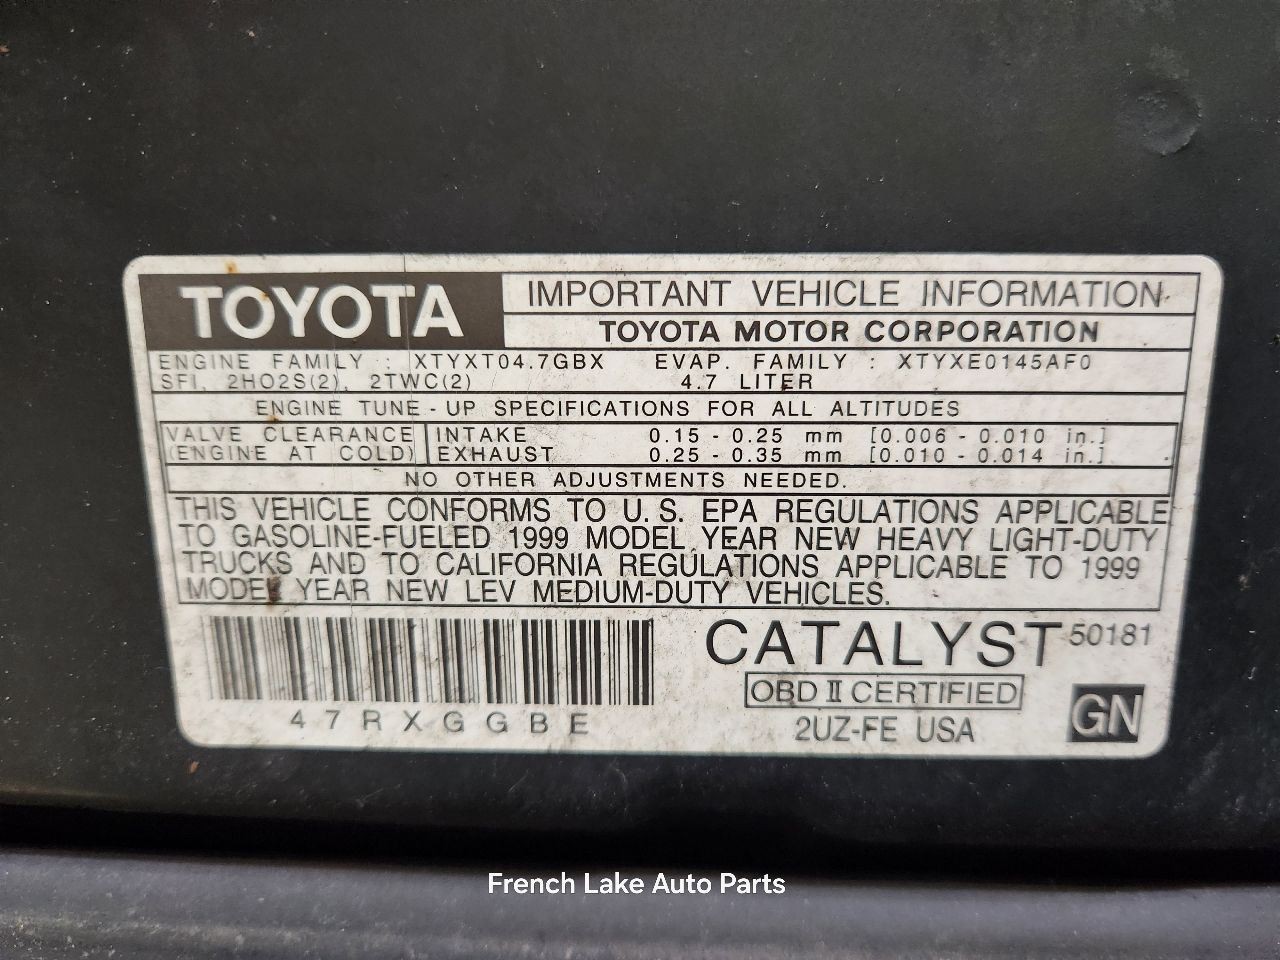 TOYOTA
IMPORTANT VEHICLE INFORMATION
TOYOTA MOTOR CORPORATION
ENGINE FAMILY : XTYXT04.7GBX EVAP. FAMILY : XTYXE0145AF0
SFI, 2HO2S(2), 2TWC(2) 4.7 LITER
ENGINE TUNE-UP SPECIFICATIONS FOR ALL ALTITUDES
VALVE CLEARANCE INTAKE 0.15 - 0.25 mm [0.006 - 0.010 in.]
(ENGINE AT COLD) EXHAUST 0.25 - 0.35 mm [0.010 - 0.014 in.]
NO OTHER ADJUSTMENTS NEEDED.
THIS VEHICLE CONFORMS TO U.S. EPA REGULATIONS APPLICABLE
TO GASOLINE-FUELED 1999 MODEL YEAR NEW HEAVY LIGHT-DUTY
TRUCKS AND TO CALIFORNIA REGULATIONS APPLICABLE TO 1999
MODEL YEAR NEW LEV MEDIUM-DUTY VEHICLES.
CATALYST 50181
OBD II CERTIFIED
47RXGGBE
2UZ-FE USA
GN
French Lake Auto Parts